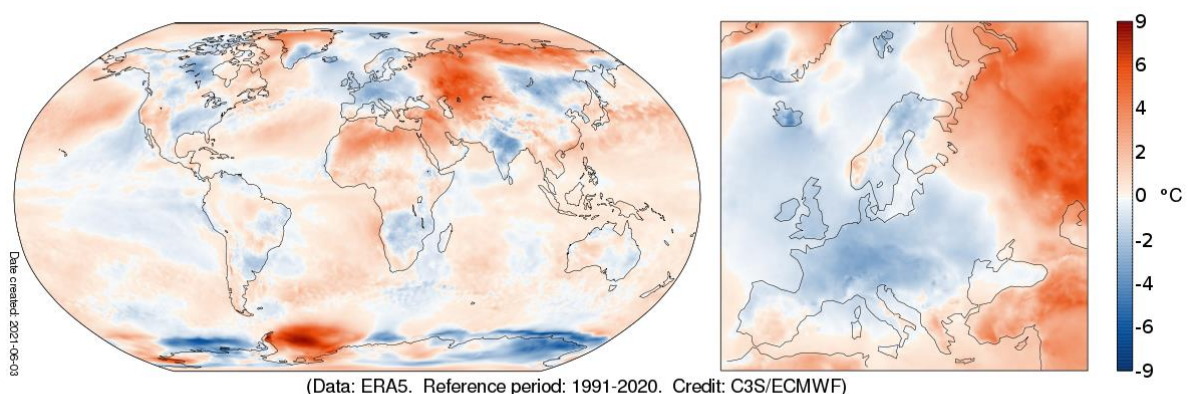 9
6
4
2
0 °C
-2
-4
-6
-9
Date created: 2021-06-03
(Data: ERA5. Reference period: 1991-2020. Credit: C3S/ECMWF)